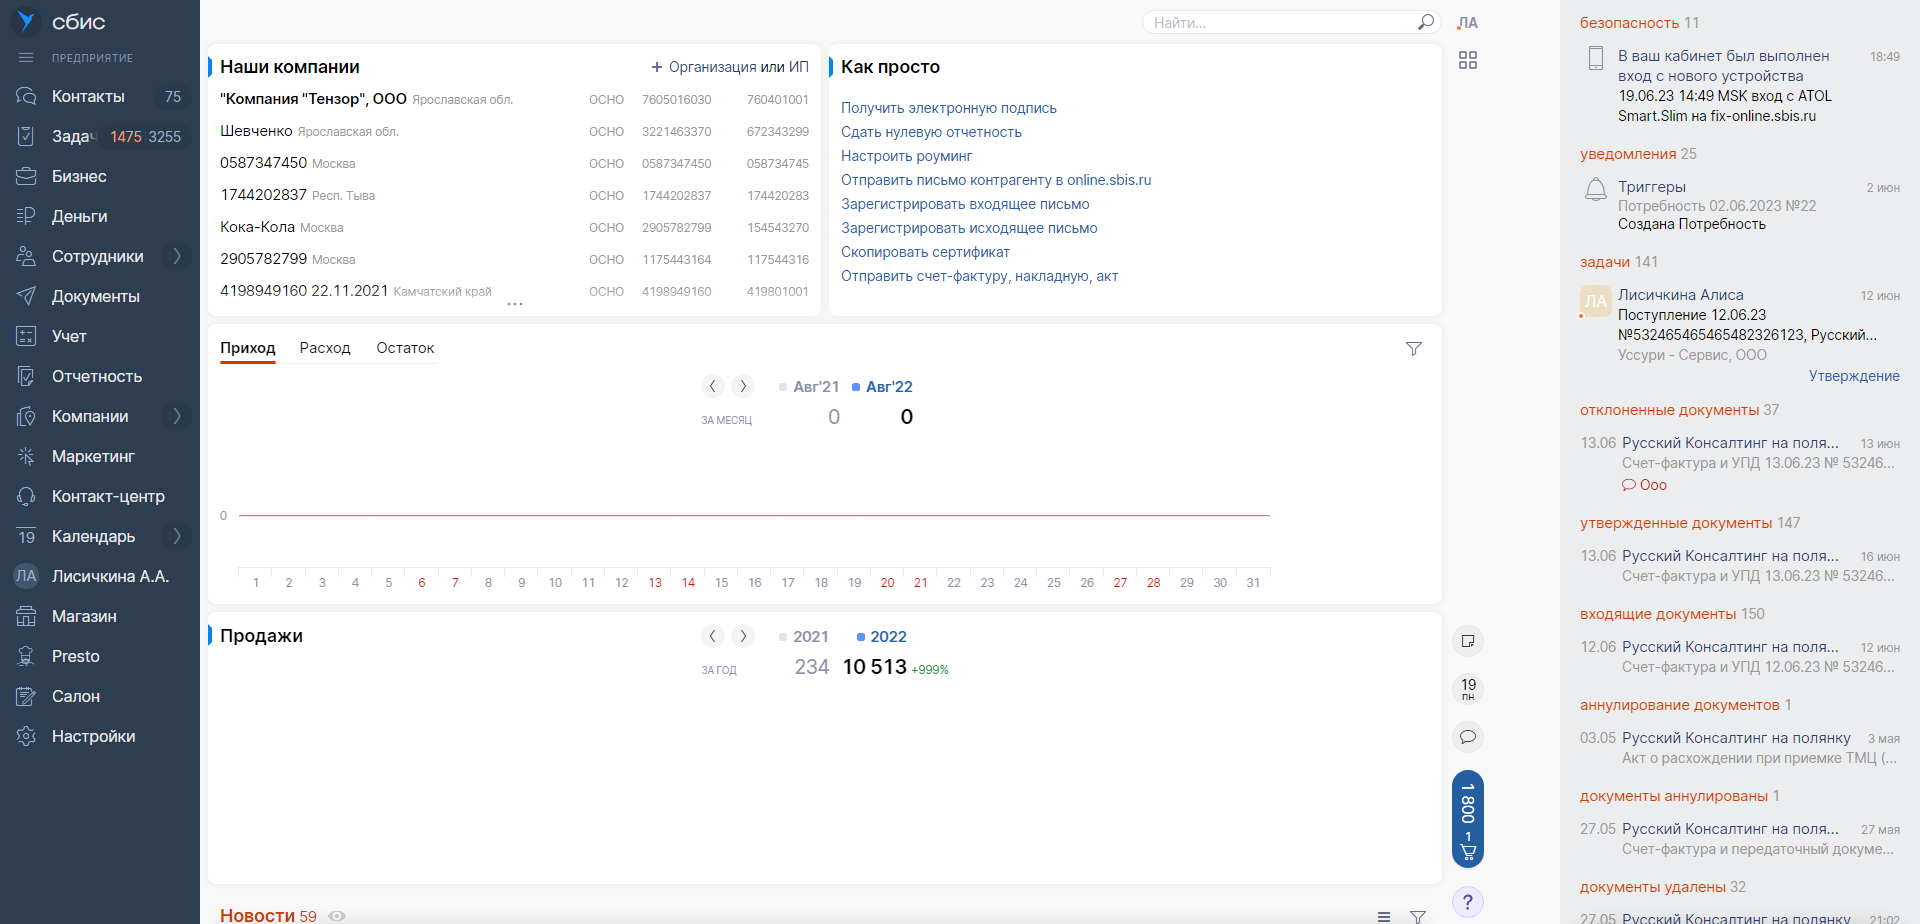 сбис
ПРЕДПРИЯТИЕ
Контакты 75
Задач 1475 3255
Бизнес
Деньги
Сотрудники
Документы
Учет
Отчетность
Компании
Маркетинг
Контакт-центр
19 Календарь
ЛА Лисичкина А.А.
Магазин
Presto
Салон
Настройки
Найти...
ЛА
Наши компании + Организация или ИП
"Компания "Тензор", ООО Ярославская обл. ОСНО 7605016030 760401001
Шевченко Ярославская обл. ОСНО 3221463370 672343299
0587347450 Москва ОСНО 0587347450 058734745
1744202837 Респ. Тыва ОСНО 1744202837 174420283
Кока-Кола Москва ОСНО 2905782799 154543270
2905782799 Москва ОСНО 1175443164 117544316
4198949160 22.11.2021 Камчатский край ОСНО 4198949160 419801001
...
Как просто
Получить электронную подпись
Сдать нулевую отчетность
Настроить роуминг
Отправить письмо контрагенту в online.sbis.ru
Зарегистрировать входящее письмо
Зарегистрировать исходящее письмо
Скопировать сертификат
Отправить счет-фактуру, накладную, акт
Приход Расход Остаток
Авг'21 Авг'22
ЗА МЕСЯЦ 0 0
0
1 2 3 4 5 6 7 8 9 10 11 12 13 14 15 16 17 18 19 20 21 22 23 24 25 26 27 28 29 30 31
Продажи 2021 2022
ЗА ГОД 234 10 513 +999%
Новости 59
19
ПН
1 800
1
?
безопасность 11
В ваш кабинет был выполнен 18:49
вход с нового устройства
19.06.23 14:49 MSK вход с ATOL
Smart.Slim на fix-online.sbis.ru
уведомления 25
Триггеры 2 июн
Потребность 02.06.2023 №22
Создана Потребность
задачи 141
ЛА Лисичкина Алиса 12 июн
Поступление 12.06.23
№532465465465482326123, Русский...
Уссури - Сервис, ООО
Утверждение
отклоненные документы 37
13.06 Русский Консалтинг на поля... 13 июн
Счет-фактура и УПД 13.06.23 № 53246...
Ооо
утвержденные документы 147
13.06 Русский Консалтинг на поля... 16 июн
Счет-фактура и УПД 13.06.23 № 53246...
входящие документы 150
12.06 Русский Консалтинг на поля... 12 июн
Счет-фактура и УПД 12.06.23 № 53246...
аннулирование документов 1
03.05 Русский Консалтинг на полянку 3 мая
Акт о расхождении при приемке ТМЦ (...
документы аннулированы 1
27.05 Русский Консалтинг на поля... 27 мая
Счет-фактура и передаточный докуме...
документы удалены 32
27.05 Русский Консалтинг на полянку 21:02